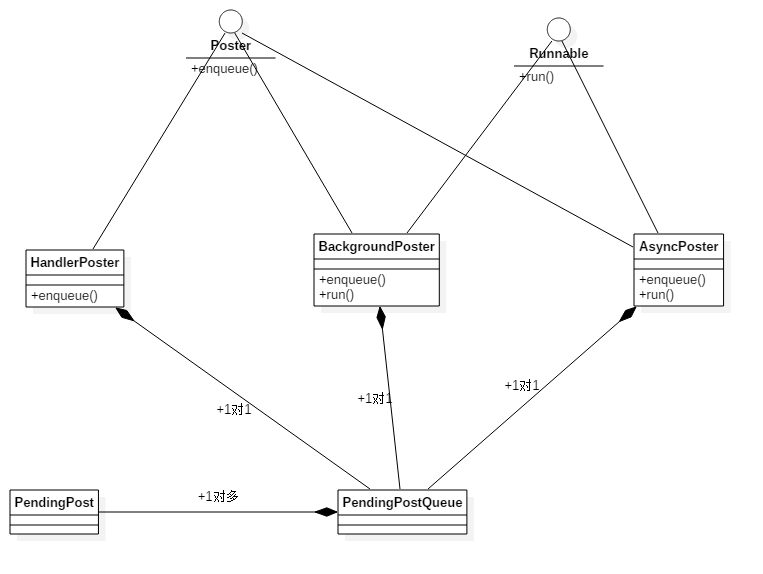 Poster
+enqueue()
Runnable
+run()
HandlerPoster
+enqueue()
BackgroundPoster
+enqueue()
+run()
AsyncPoster
+enqueue()
+run()
+1对1
+1对1
+1对1
PendingPost
+1对多
PendingPostQueue